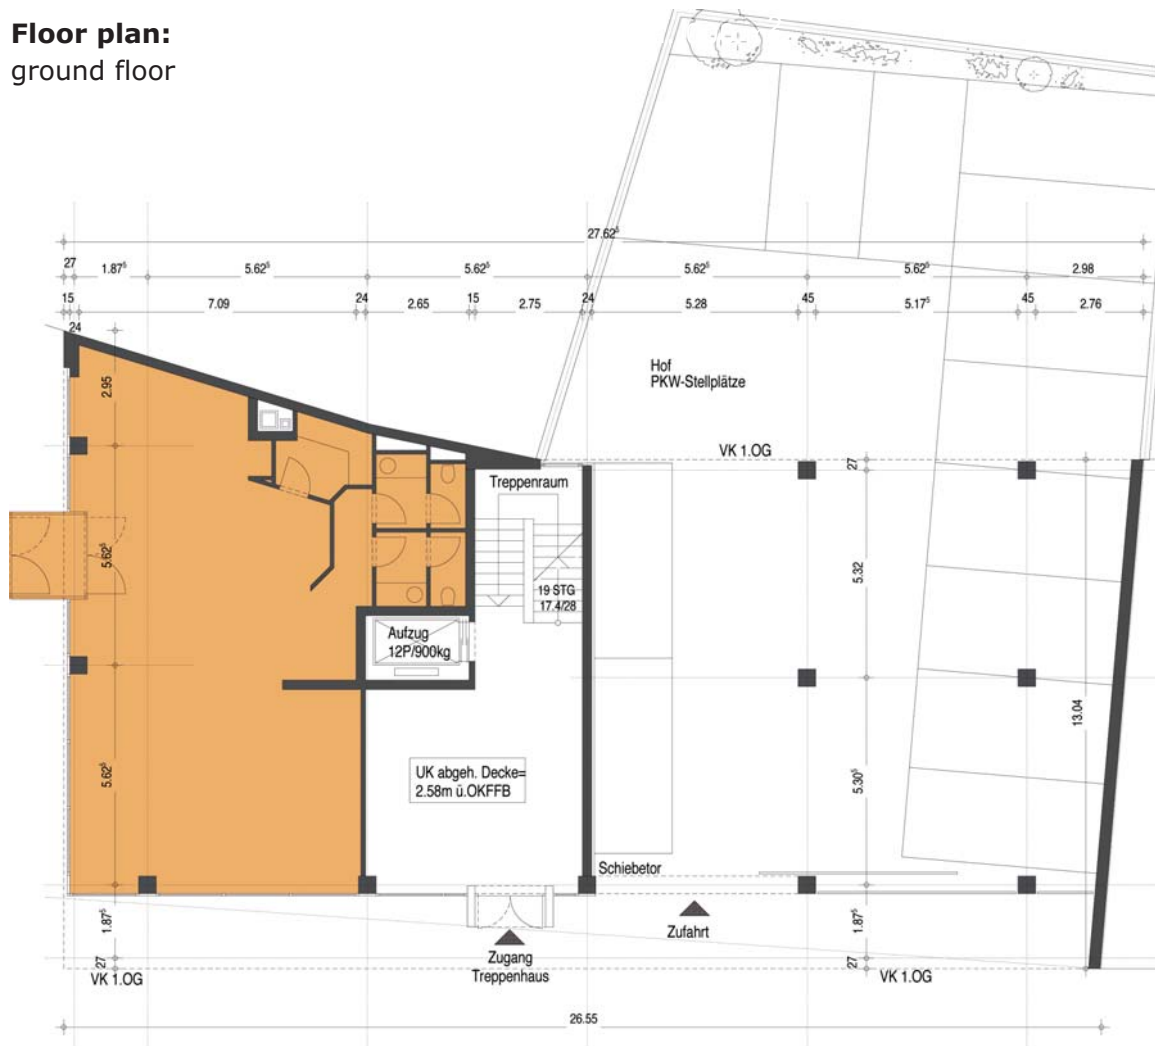 Floor plan:
ground floor
27.62⁵
27
1.87⁵
5.62⁵
5.62⁵
5.62⁵
5.62⁵
2.98
15
24
7.09
24
2.65
15
2.75
24
5.28
45
5.17⁵
45
2.76
2.95
Hof
PKW-Stellplätze
VK 1.OG
Treppenraum
27
5.62⁵
5.32
19 STG
17.4/28
Aufzug
12P/900kg
13.04
5.62⁵
UK abgeh. Decke=
2.58m ü.OKFFB
5.30⁵
Schiebetor
1.87⁵
Zufahrt
1.87⁵
Zugang
Treppenhaus
27
VK 1.OG
27
VK 1.OG
26.55